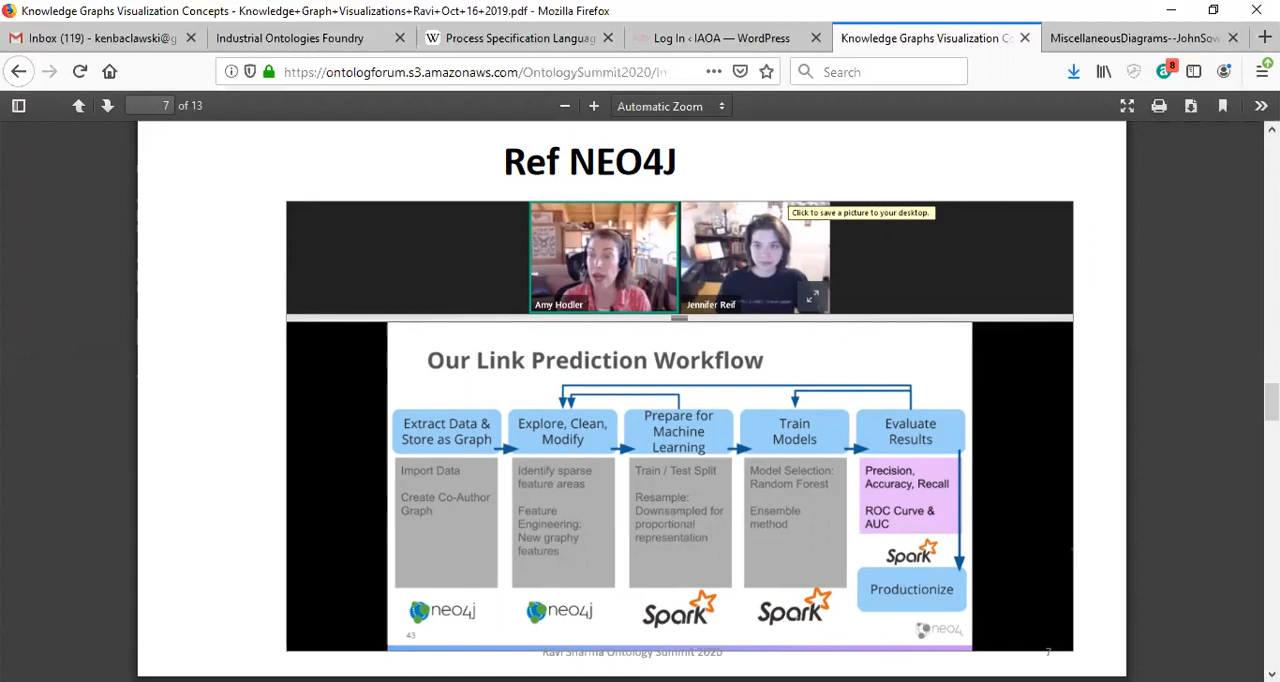 Knowledge Graphs Visualization Concepts - Knowledge+Graph+Visualizations+Ravi+Oct+16+2019.pdf - Mozilla Firefox
Inbox (119) - kenbaclawski@g
Industrial Ontologies Foundry
Process Specification Language
Log In ‹ IAOA — WordPress
Knowledge Graphs Visualization Co
MiscellaneousDiagrams--JohnSow
https://ontologforum.s3.amazonaws.com/OntologySummit2020/In
Search
8
7 of 13
Automatic Zoom
Ref NEO4J
Click to save a picture to your desktop.
Amy Hodler
Jennifer Reif
Our Link Prediction Workflow
Extract Data &
Store as Graph
Import Data
Create Co-Author
Graph
neo4j
Explore, Clean,
Modify
Identify sparse
feature areas
Feature
Engineering:
New graphy
features
neo4j
Prepare for
Machine
Learning
Train / Test Split
Resample:
Downsampled for
proportional
representation
Spark
Train
Models
Model Selection:
Random Forest
Ensemble
method
Spark
Evaluate
Results
Precision,
Accuracy, Recall
ROC Curve &
AUC
Spark
Productionize
43
neo4j
Ravi Sharma Ontology Summit 2020
7